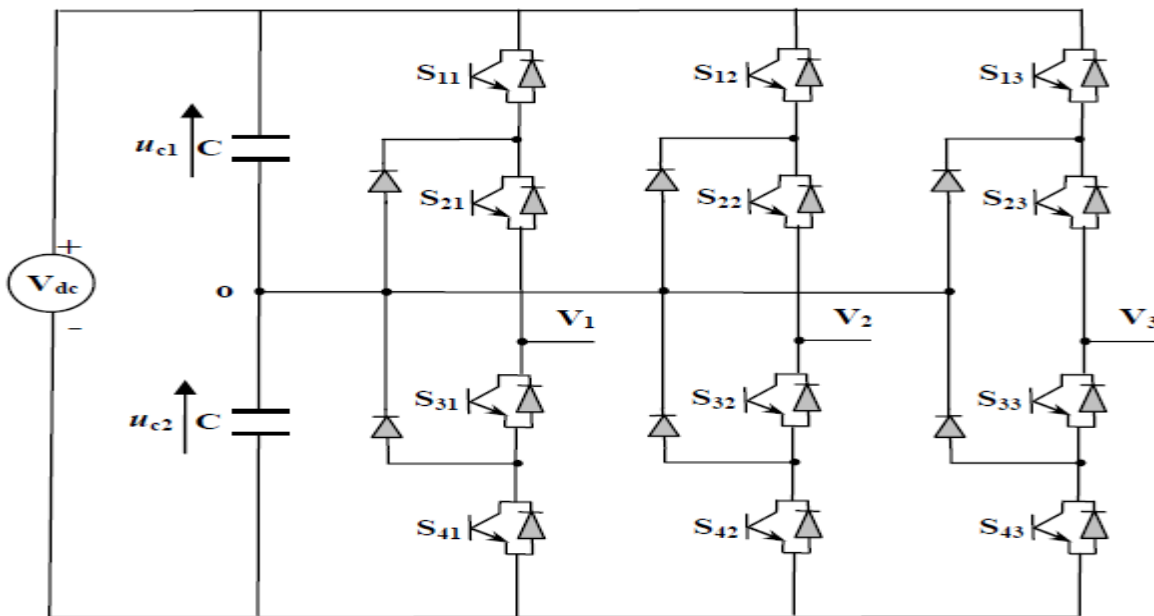 S11 S12 S13
uc1 C
S21 S22 S23
+
Vdc
o
-
V1 V2 V3
uc2 C
S31 S32 S33
S41 S42 S43